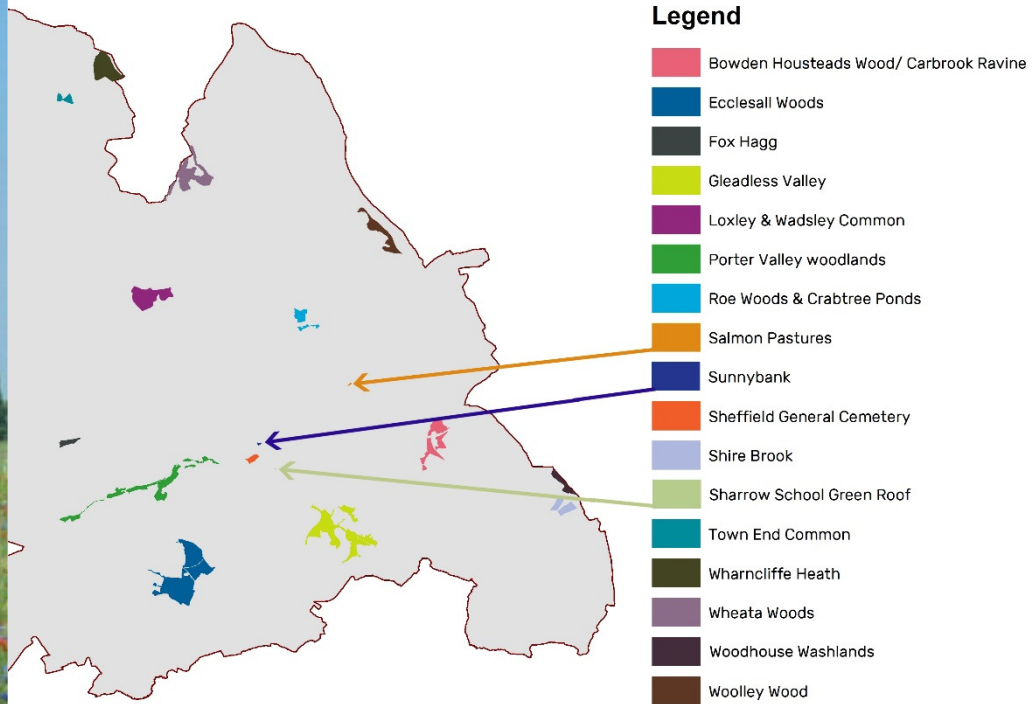 Legend
Bowden Housteads Wood/ Carbrook Ravine
Ecclesall Woods
Fox Hagg
Gleadless Valley
Loxley & Wadsley Common
Porter Valley woodlands
Roe Woods & Crabtree Ponds
Salmon Pastures
Sunnybank
Sheffield General Cemetery
Shire Brook
Sharrow School Green Roof
Town End Common
Wharncliffe Heath
Wheata Woods
Woodhouse Washlands
Woolley Wood